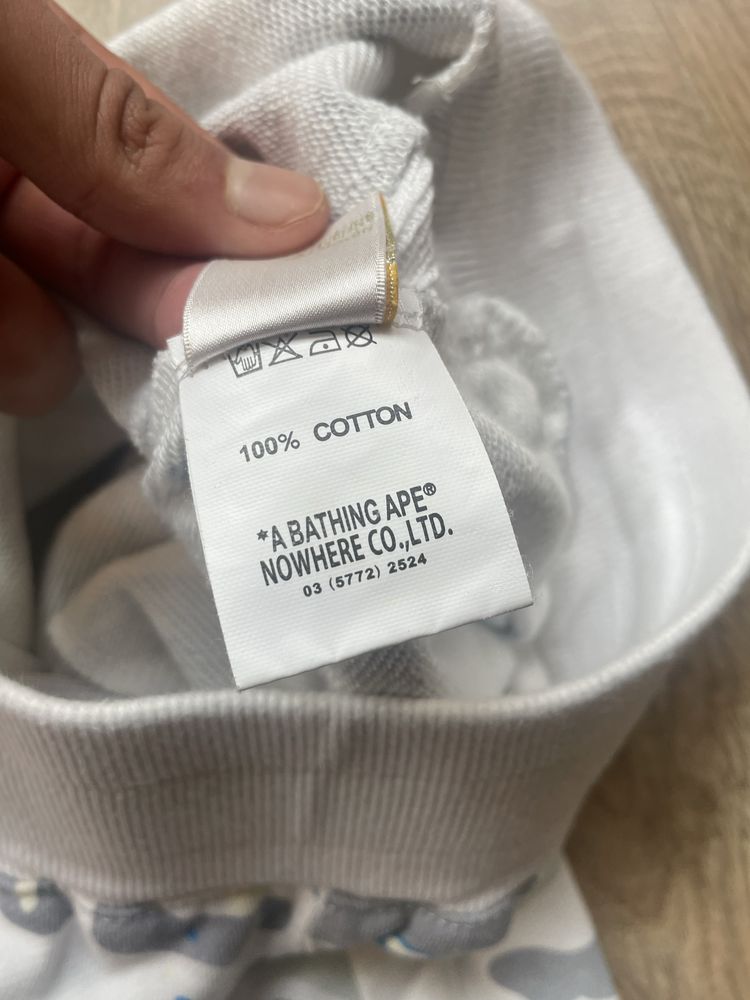 100% COTTON
*A BATHING APE®
NOWHERE CO.,LTD.
03 (5772) 2524